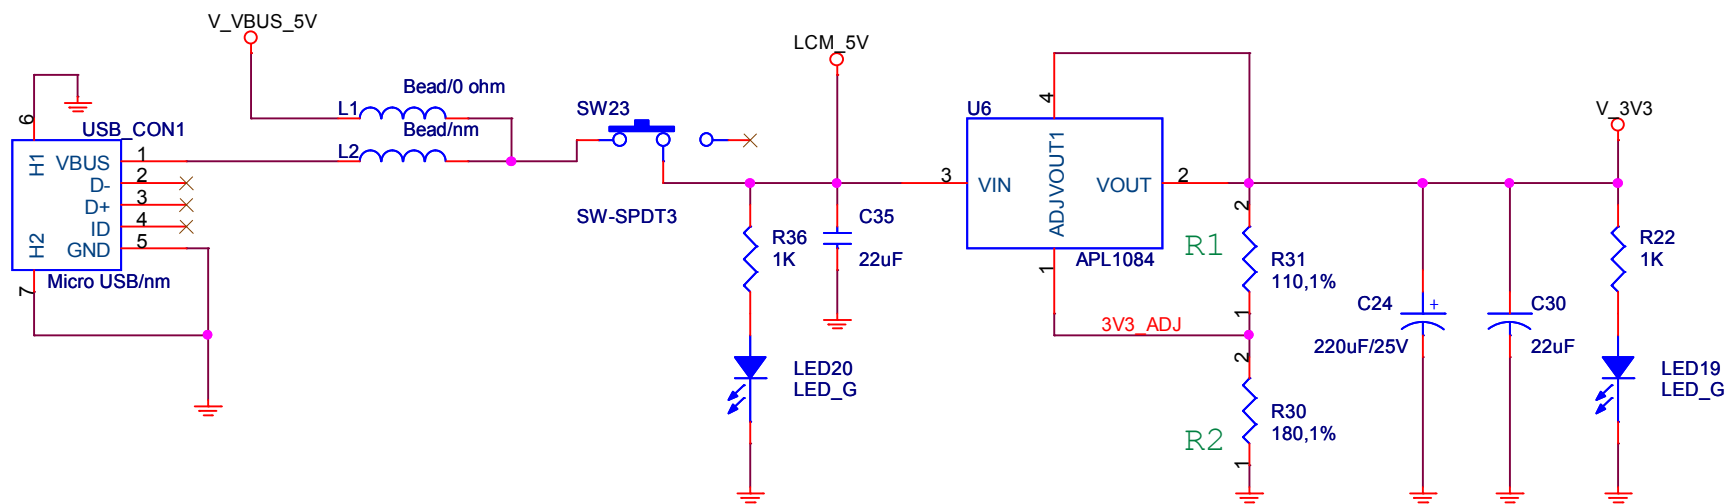 V_VBUS_5V
LCM_5V
Bead/0 ohm
L1
Bead/nm
L2
SW23
SW-SPDT3
6
USB_CON1
H1
VBUS
1
D-
2
D+
3
ID
4
GND
5
H2
Micro USB/nm
7
R36
1K
C35
22uF
LED20
LED_G
U6
4
3
VIN
ADJVOUT1
VOUT
2
1
APL1084
3V3_ADJ
R1
2
R31
110,1%
1
R2
2
R30
180,1%
1
V_3V3
C24
+
220uF/25V
C30
22uF
R22
1K
LED19
LED_G